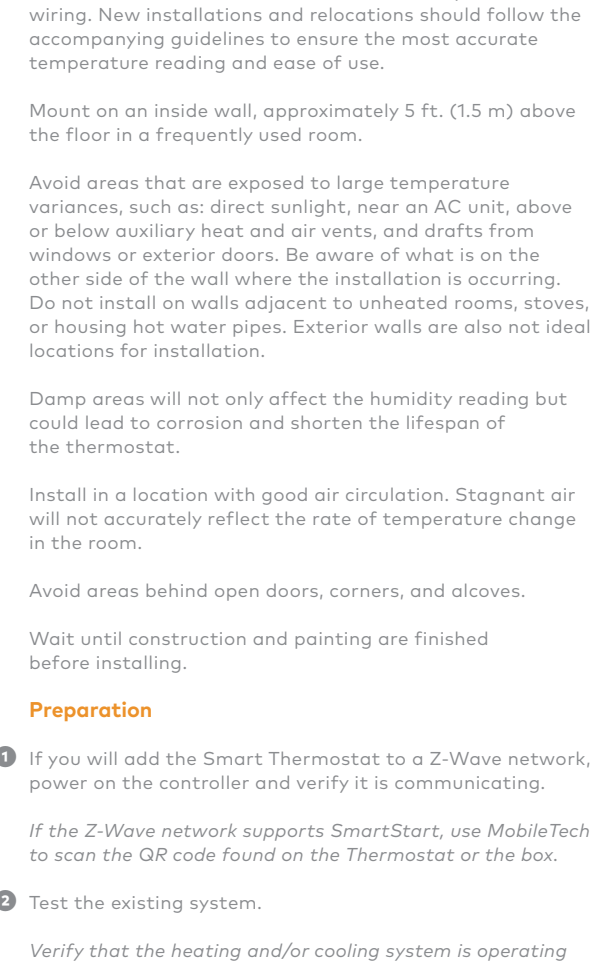 wiring. New installations and relocations should follow the
accompanying guidelines to ensure the most accurate
temperature reading and ease of use.
Mount on an inside wall, approximately 5 ft. (1.5 m) above
the floor in a frequently used room.
Avoid areas that are exposed to large temperature
variances, such as: direct sunlight, near an AC unit, above
or below auxiliary heat and air vents, and drafts from
windows or exterior doors. Be aware of what is on the
other side of the wall where the installation is occurring.
Do not install on walls adjacent to unheated rooms, stoves,
or housing hot water pipes. Exterior walls are also not ideal
locations for installation.
Damp areas will not only affect the humidity reading but
could lead to corrosion and shorten the lifespan of
the thermostat.
Install in a location with good air circulation. Stagnant air
will not accurately reflect the rate of temperature change
in the room.
Avoid areas behind open doors, corners, and alcoves.
Wait until construction and painting are finished
before installing.
Preparation
1 If you will add the Smart Thermostat to a Z-Wave network,
power on the controller and verify it is communicating.
If the Z-Wave network supports SmartStart, use MobileTech
to scan the QR code found on the Thermostat or the box.
2 Test the existing system.
Verify that the heating and/or cooling system is operating